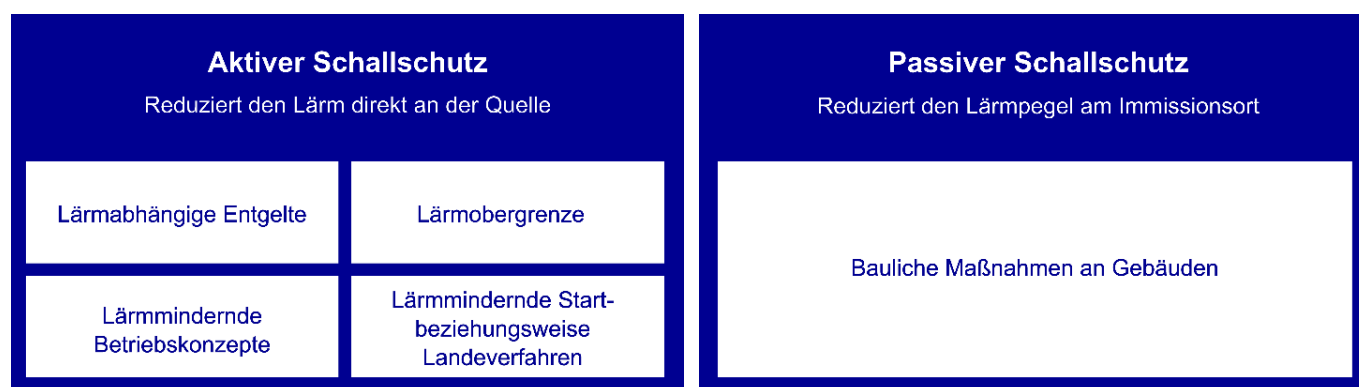 Aktiver Schallschutz
Reduziert den Lärm direkt an der Quelle
Lärmabhängige Entgelte
Lärmobergrenze
Lärmmindernde
Betriebskonzepte
Lärmmindernde Start-
beziehungsweise
Landeverfahren
Passiver Schallschutz
Reduziert den Lärmpegel am Immissionsort
Bauliche Maßnahmen an Gebäuden